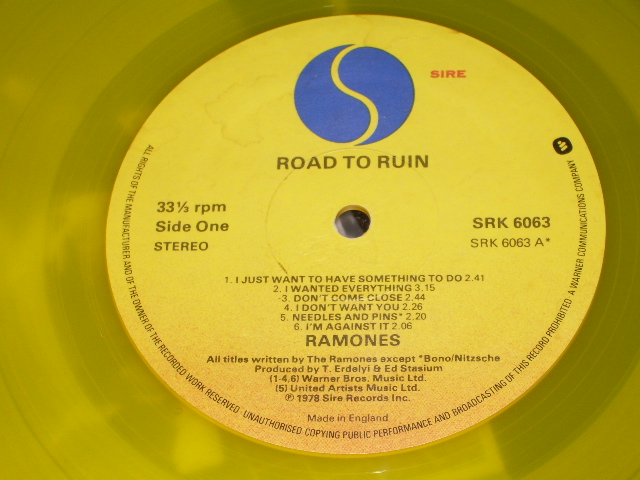 SIRE
ROAD TO RUIN
33⅓ rpm
Side One
STEREO
SRK 6063
SRK 6063 A*
1. I JUST WANT TO HAVE SOMETHING TO DO 2.41
2. I WANTED EVERYTHING 3.15
3. DON'T COME CLOSE 2.44
4. I DON'T WANT YOU 2.26
5. NEEDLES AND PINS* 2.20
6. I'M AGAINST IT 2.06
RAMONES
All titles written by The Ramones except *Bono/Nitzsche
Produced by T. Erdelyi & Ed Stasium
(1-4,6) Warner Bros. Music Ltd.
(5) United Artists Music Ltd.
℗ 1978 Sire Records Inc.
Made in England
ALL RIGHTS OF THE MANUFACTURER AND OF THE OWNER OF THE RECORDED WORK RESERVED · UNAUTHORISED COPYING PUBLIC PERFORMANCE AND BROADCASTING OF THIS RECORD PROHIBITED · A WARNER COMMUNICATIONS COMPANY